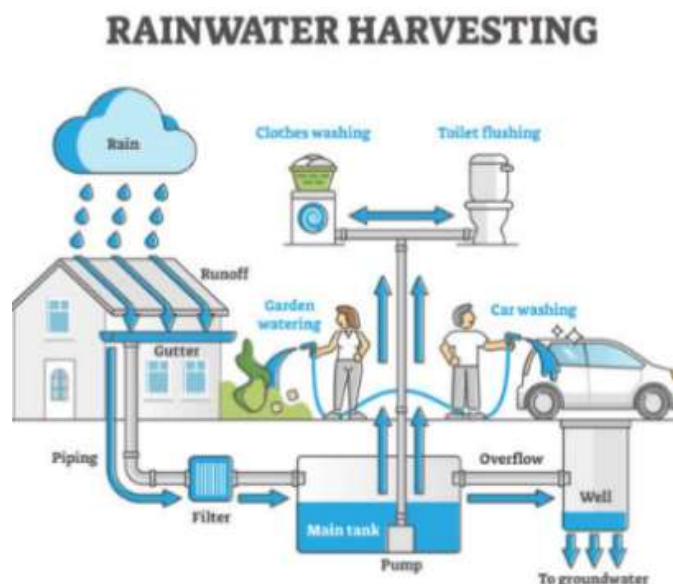 RAINWATER HARVESTING
Rain
Clothes washing
Toilet flushing
Runoff
Garden
watering
Car washing
Gutter
Piping
Overflow
Filter
Main tank
Well
Pump
To groundwater